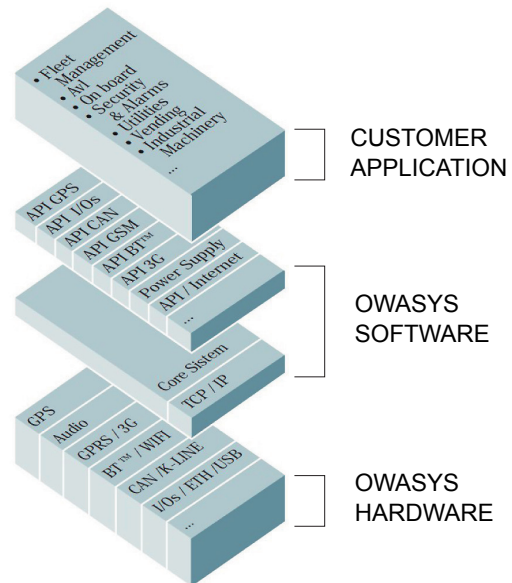 • Fleet
Management
• Avl
• On board
• Security
& Alarms
• Utilities
• Vending
• Industrial
Machinery
...
CUSTOMER
APPLICATION
API GPS
API I/Os
API CAN
API GSM
API BT™
API 3G
Power Supply
API / Internet
...
OWASYS
SOFTWARE
Core Sistem
TCP / IP
GPS
Audio
GPRS / 3G
BT ™ / WIFI
CAN /K-LINE
I/Os / ETH /USB
...
OWASYS
HARDWARE